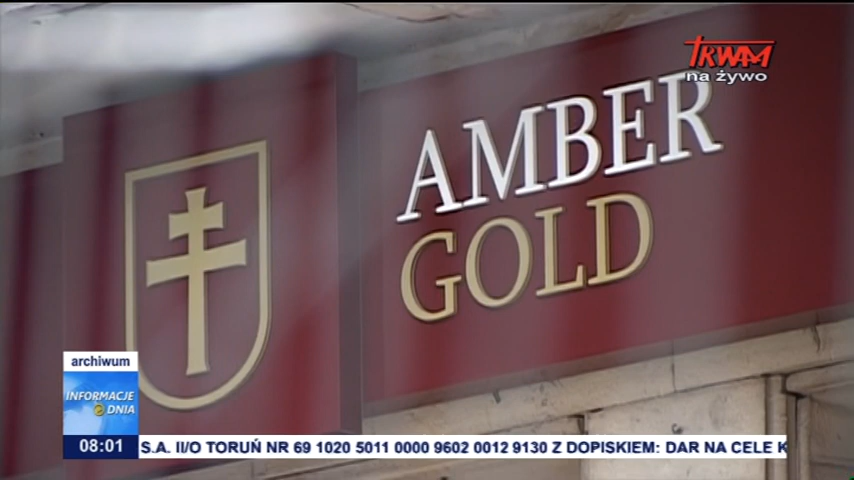 TRWAM
na żywo
AMBER
GOLD
archiwum
INFORMACJE
DNIA
08:01
S.A. II/O TORUŃ NR 69 1020 5011 0000 9602 0012 9130 Z DOPISKIEM: DAR NA CELE K